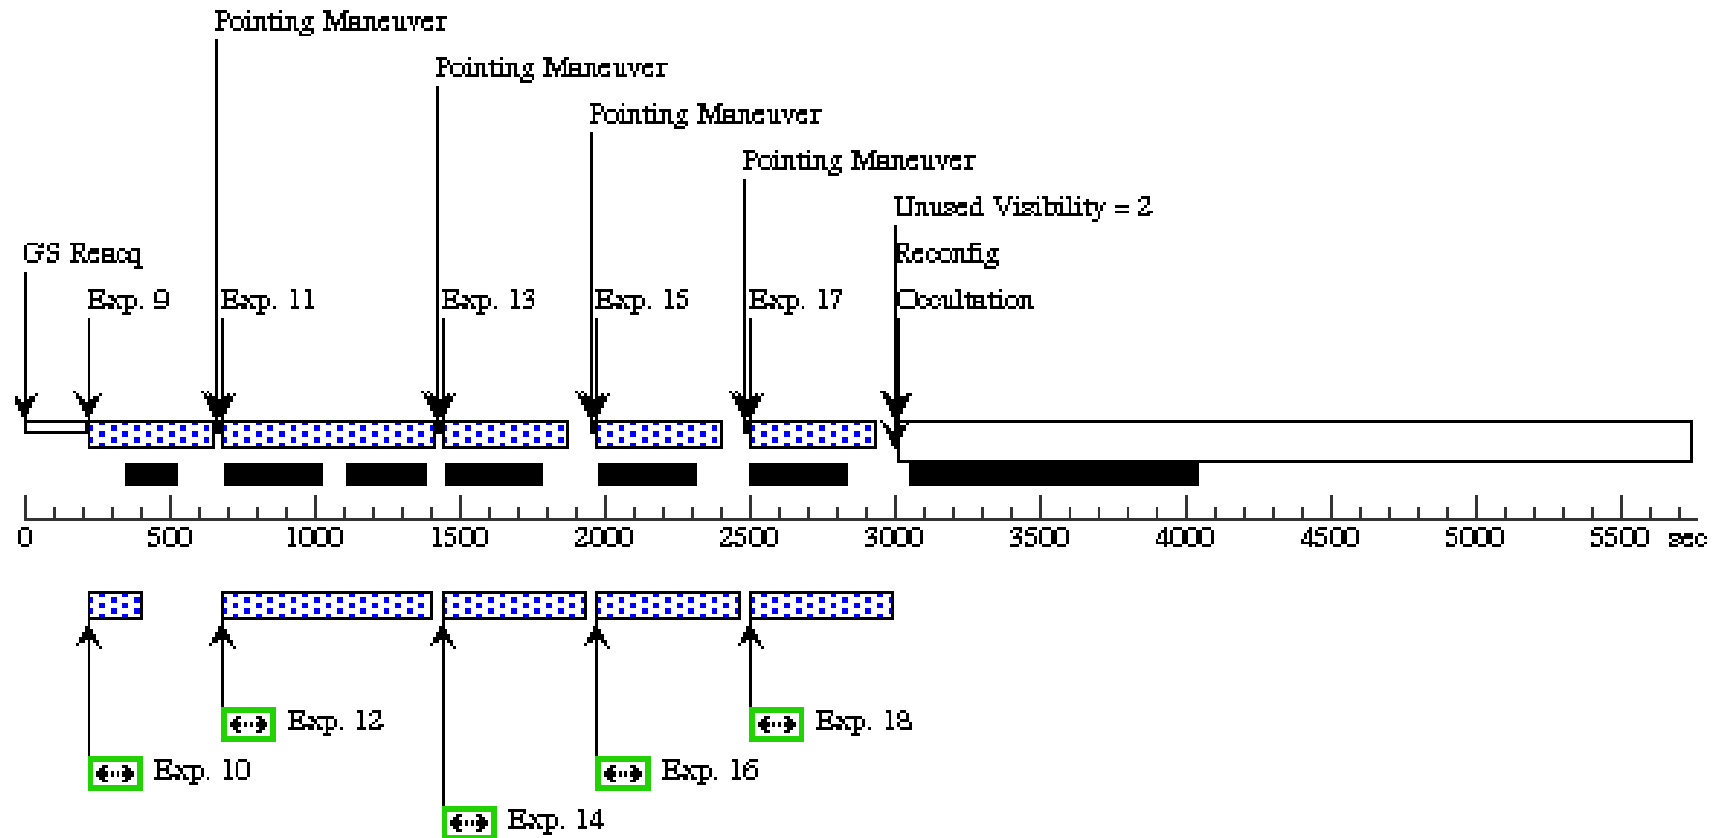 Pointing Maneuver
Pointing Maneuver
Pointing Maneuver
Pointing Maneuver
Unused Visibility = 2
GS Reacq
Reconfig
Exp. 9
Exp. 11
Exp. 13
Exp. 15
Exp. 17
Occultation
0 500 1000 1500 2000 2500 3000 3500 4000 4500 5000 5500 sec
Exp. 12
Exp. 18
Exp. 10
Exp. 16
Exp. 14